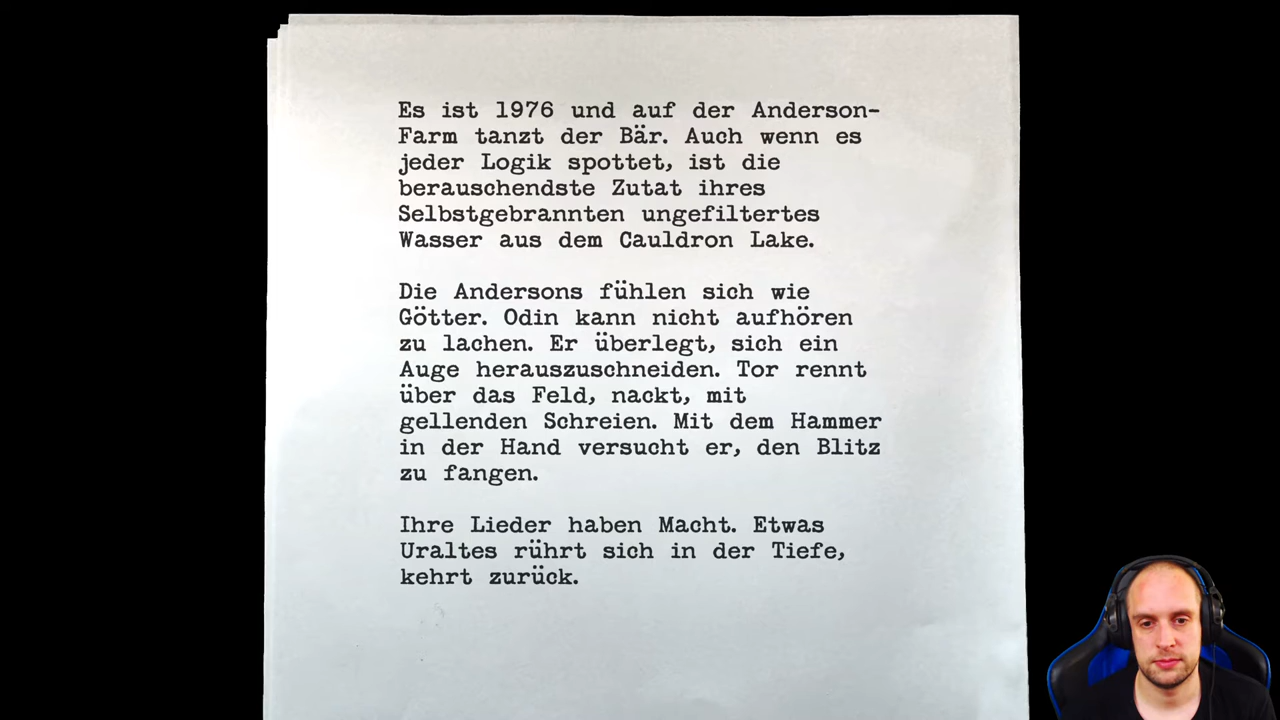 Es ist 1976 und auf der Anderson-
Farm tanzt der Bär. Auch wenn es
jeder Logik spottet, ist die
berauschendste Zutat ihres
Selbstgebrannten ungefiltertes
Wasser aus dem Cauldron Lake.
Die Andersons fühlen sich wie
Götter. Odin kann nicht aufhören
zu lachen. Er überlegt, sich ein
Auge herauszuschneiden. Tor rennt
über das Feld, nackt, mit
gellenden Schreien. Mit dem Hammer
in der Hand versucht er, den Blitz
zu fangen.
Ihre Lieder haben Macht. Etwas
Uraltes rührt sich in der Tiefe,
kehrt zurück.